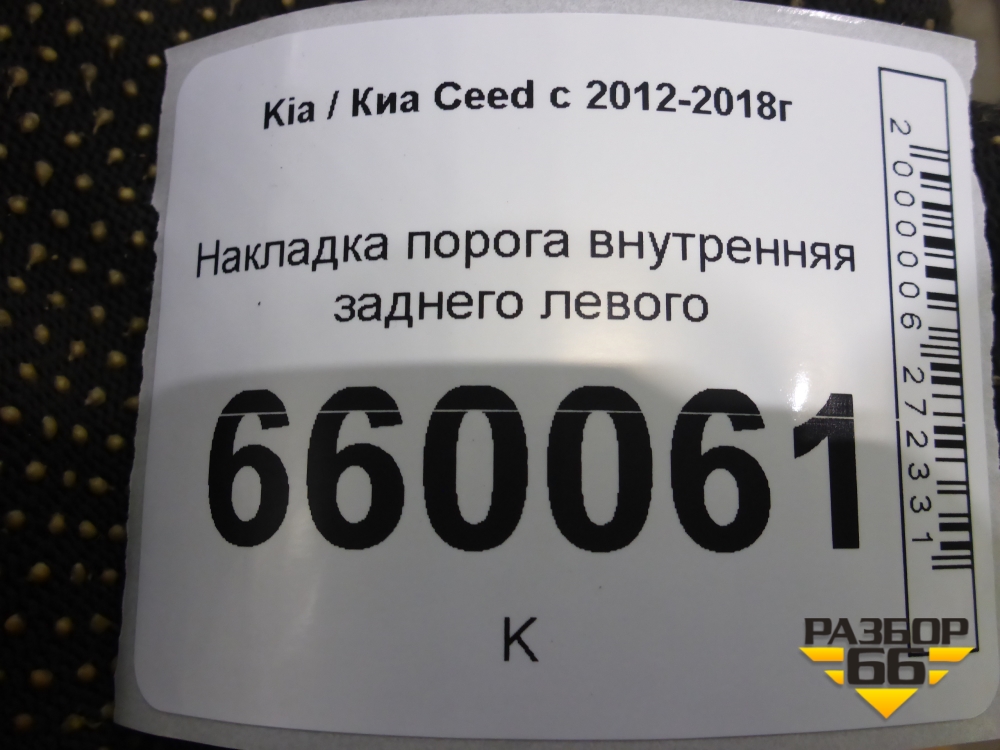 Kia / Киа Ceed с 2012-2018г
Накладка порога внутренняя
заднего левого
660061
К
2000006272331
РАЗБОР
66